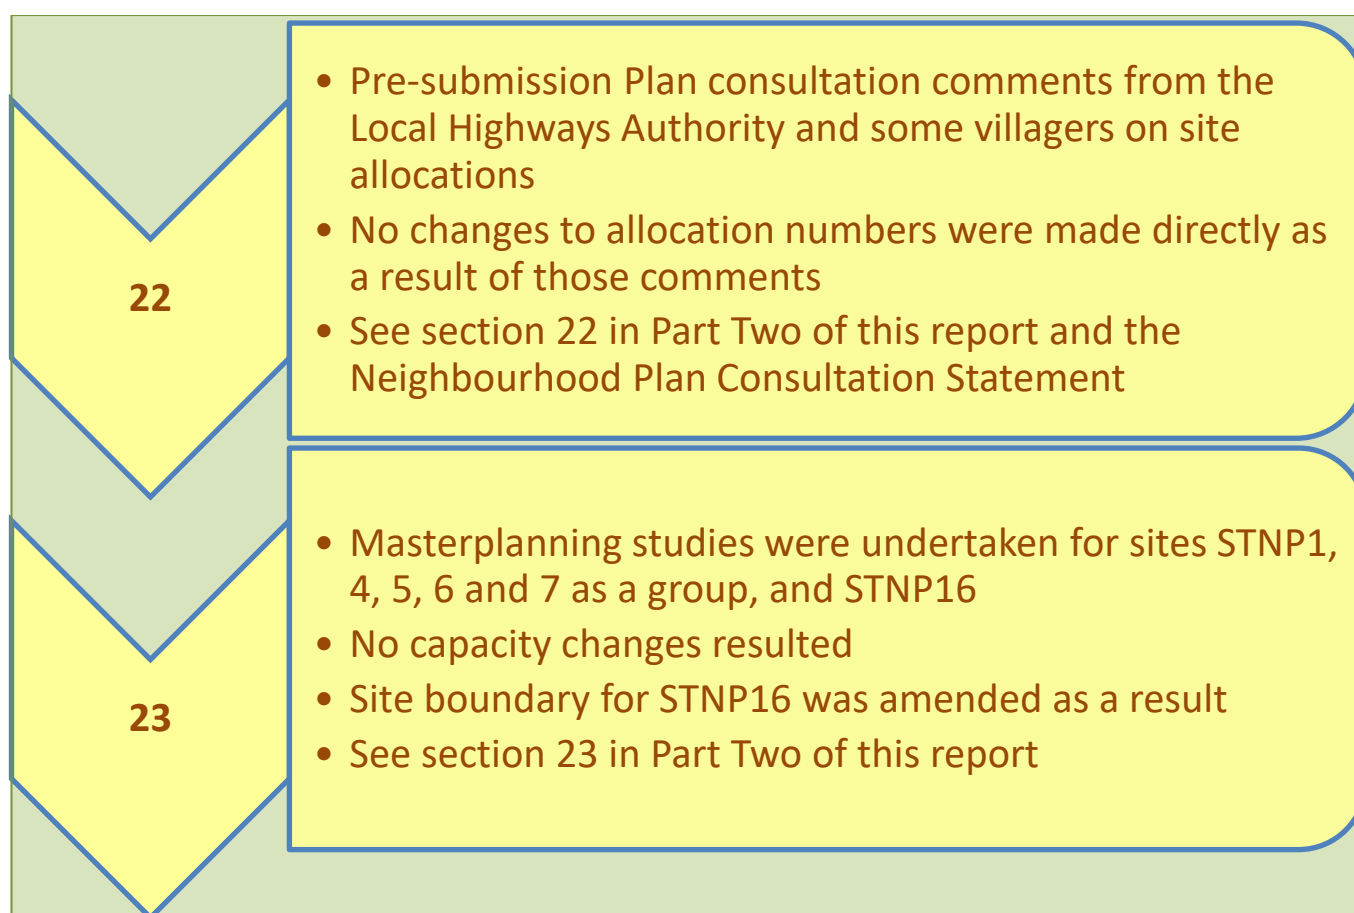 22
• Pre-submission Plan consultation comments from the
Local Highways Authority and some villagers on site
allocations
• No changes to allocation numbers were made directly as
a result of those comments
• See section 22 in Part Two of this report and the
Neighbourhood Plan Consultation Statement
23
• Masterplanning studies were undertaken for sites STNP1,
4, 5, 6 and 7 as a group, and STNP16
• No capacity changes resulted
• Site boundary for STNP16 was amended as a result
• See section 23 in Part Two of this report